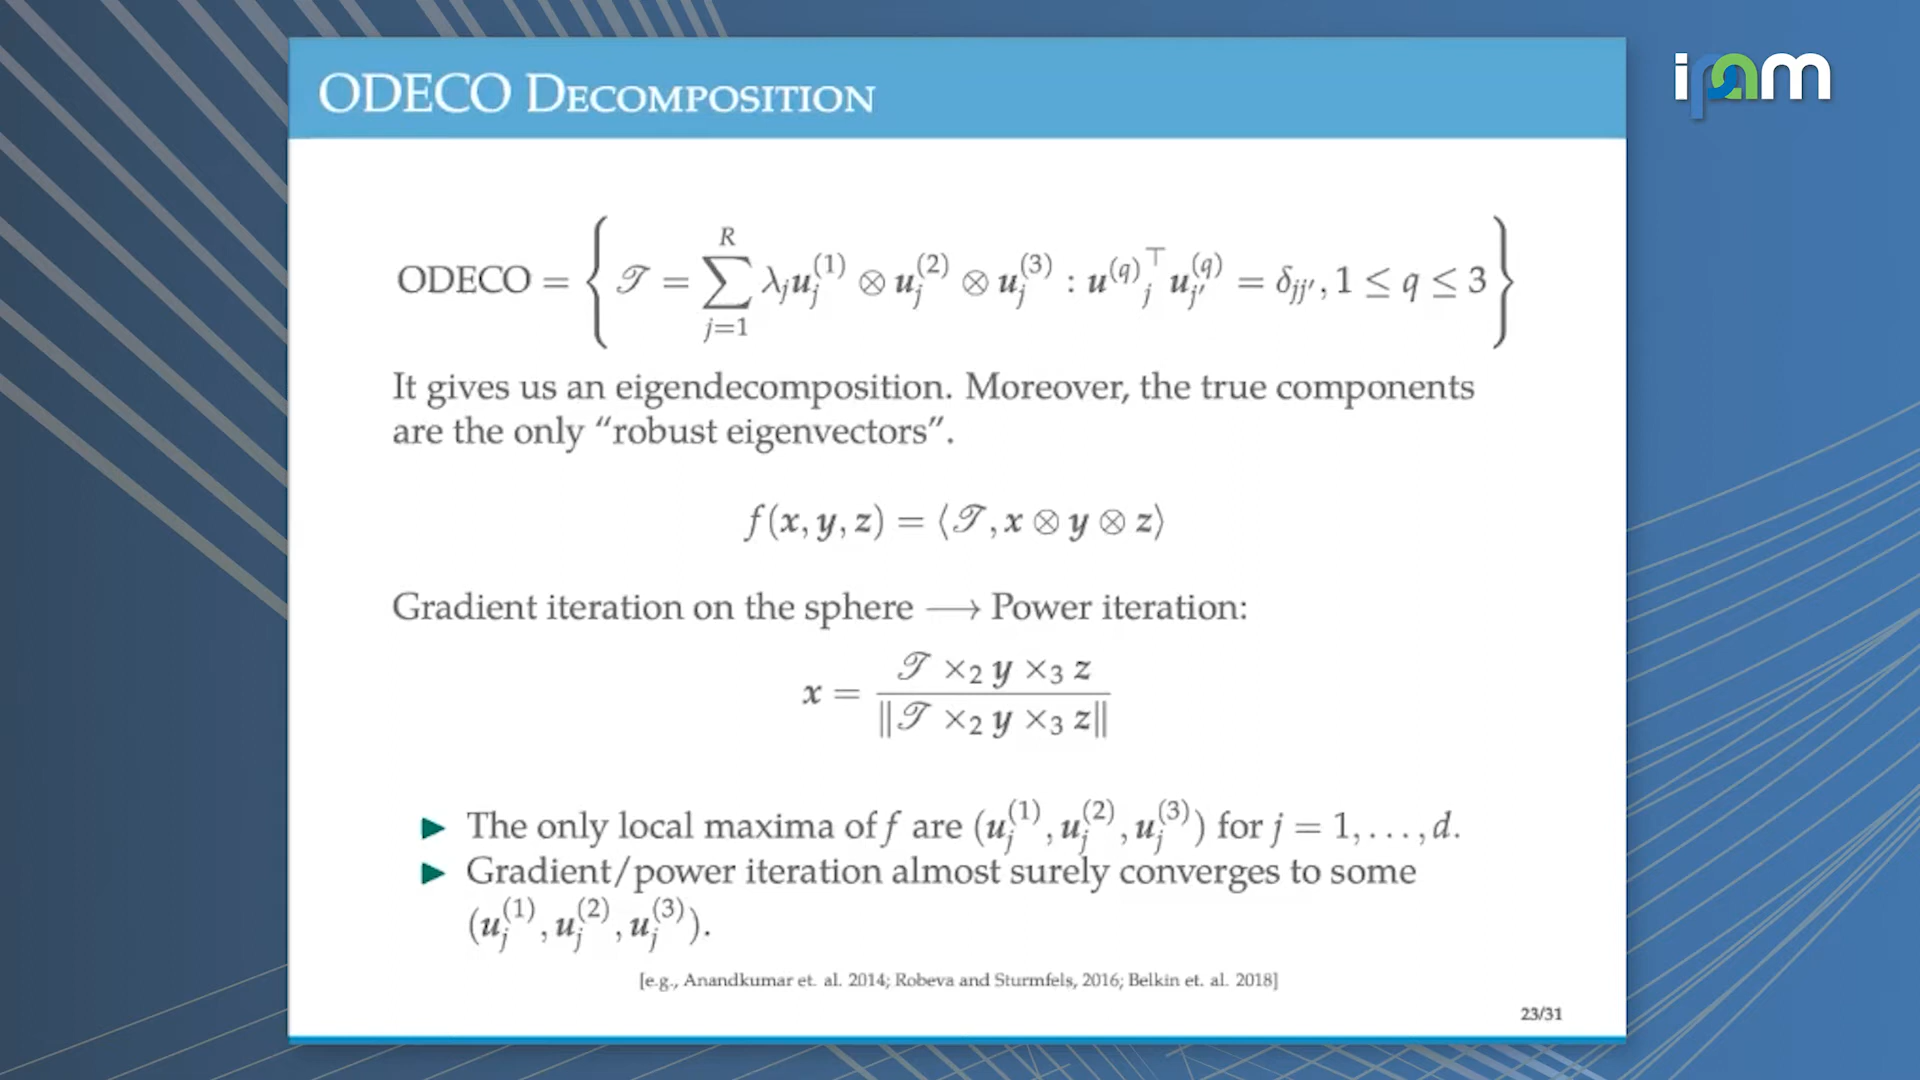 ODECO DECOMPOSITION
ipam
ODECO = { 𝒯 = ∑_{j=1}^{R} λ_j u_j^{(1)} ⊗ u_j^{(2)} ⊗ u_j^{(3)} : u^{(q)}_j^⊤ u_{j′}^{(q)} = δ_{jj′}, 1 ≤ q ≤ 3 }
It gives us an eigendecomposition. Moreover, the true components
are the only “robust eigenvectors”.
f(x, y, z) = ⟨𝒯, x ⊗ y ⊗ z⟩
Gradient iteration on the sphere ⟶ Power iteration:
x = \frac{𝒯 ×_2 y ×_3 z}{‖𝒯 ×_2 y ×_3 z‖}
▶ The only local maxima of f are (u_j^{(1)}, u_j^{(2)}, u_j^{(3)}) for j = 1, . . . , d.
▶ Gradient/power iteration almost surely converges to some
(u_j^{(1)}, u_j^{(2)}, u_j^{(3)}).
[e.g., Anandkumar et. al. 2014; Robeva and Sturmfels, 2016; Belkin et. al. 2018]
23/31